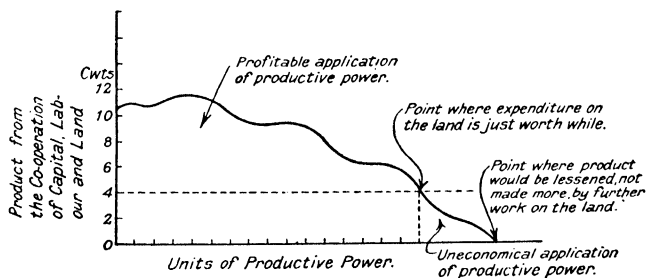 Profitable application
of productive power.
Cwts
12
10
8
6
4
2
0
Product from
the Co-operation
of Capital, Lab-
our and Land
Point where expenditure on
the land is just worth while.
Point where product
would be lessened, not
made more, by further
work on the land.
Units of Productive Power.
Uneconomical application
of productive power.